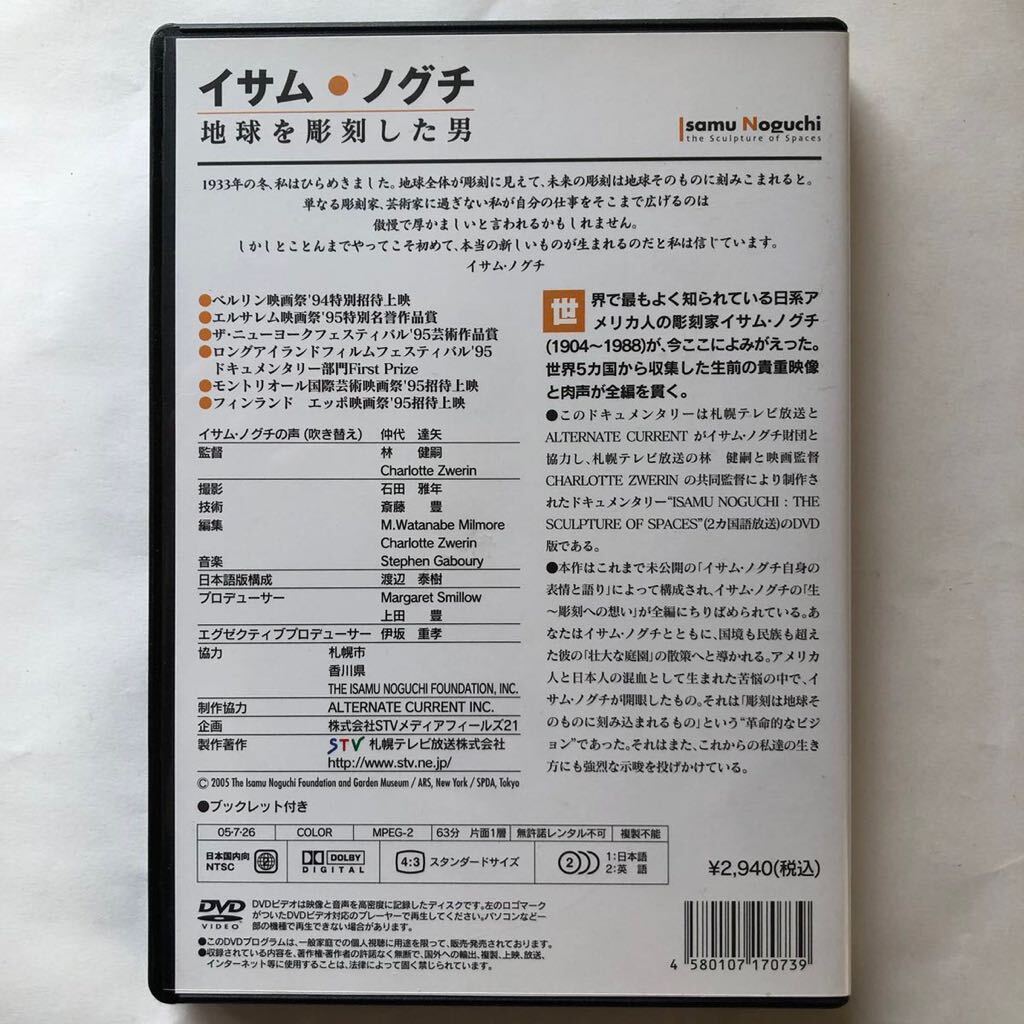 イサム・ノグチ
地球を彫刻した男
Isamu Noguchi
the Sculpture of Spaces
1933年の冬、私はひらめきました。地球全体が彫刻に見えて、未来の彫刻は地球そのものに刻みこまれると。
単なる彫刻家、芸術家に過ぎない私が自分の仕事をそこまで広げるのは
傲慢で厚かましいと言われるかもしれません。
しかしとことんまでやってこそ初めて、本当の新しいものが生まれるのだと私は信じています。
イサム・ノグチ
●ベルリン映画祭'94特別招待上映
●エルサレム映画祭'95特別名誉作品賞
●ザ・ニューヨークフェスティバル'95芸術作品賞
●ロングアイランドフィルムフェスティバル'95
ドキュメンタリー部門First Prize
●モントリオール国際芸術映画祭'95招待上映
●フィンランド エッポ映画祭'95招待上映
イサム・ノグチの声(吹き替え) 仲代 達矢
監督 林 健嗣
Charlotte Zwerin
撮影 石田 雅年
技術 斎藤 豊
編集 M.Watanabe Milmore
Charlotte Zwerin
音楽 Stephen Gaboury
日本語版構成 渡辺 泰樹
プロデューサー Margaret Smillow
上田 豊
エグゼクティブプロデューサー 伊坂 重孝
協力 札幌市
香川県
THE ISAMU NOGUCHI FOUNDATION, INC.
制作協力 ALTERNATE CURRENT INC.
企画 株式会社STVメディアフィールズ21
製作著作 STV 札幌テレビ放送株式会社
http://www.stv.ne.jp/
© 2005 The Isamu Noguchi Foundation and Garden Museum / ARS, New York / SPDA, Tokyo
●ブックレット付き
世界で最もよく知られている日系ア
メリカ人の彫刻家イサム・ノグチ
(1904〜1988)が、今ここによみがえった。
世界5カ国から収集した生前の貴重映像
と肉声が全編を貫く。
●このドキュメンタリーは札幌テレビ放送と
ALTERNATE CURRENT がイサム・ノグチ財団と
協力し、札幌テレビ放送の林 健嗣と映画監督
CHARLOTTE ZWERIN の共同監督により制作さ
れたドキュメンタリー“ISAMU NOGUCHI : THE
SCULPTURE OF SPACES”(2カ国語放送)のDVD
版である。
●本作はこれまで未公開の「イサム・ノグチ自身の
表情と語り」によって構成され、イサム・ノグチの「生
〜彫刻への想い」が全編にちりばめられている。あ
なたはイサム・ノグチとともに、国境も民族も超え
た彼の「壮大な庭園」の散策へと導かれる。アメリカ
人と日本人の混血として生まれた苦悩の中で、イ
サム・ノグチが開眼したもの。それは「彫刻は地球そ
のものに刻み込まれるもの」という“革命的なビジ
ョン”であった。それはまた、これからの私達の生き
方にも強烈な示唆を投げかけている。
05-7-26 COLOR MPEG-2 63分 片面1層 無許諾レンタル不可 複製不能
日本国内向 NTSC 2 DOLBY DIGITAL 4:3 スタンダードサイズ 2 1:日本語
2:英 語
¥2,940(税込)
DVD VIDEO
DVDビデオは映像と音声を高密度に記録したディスクです。左のロゴマーク
がついたDVDビデオ対応のプレーヤーで再生してください。パソコンなど一
部の機種で再生できない場合があります。
●このDVDプログラムは、一般家庭での個人視聴に用途を限って、販売・発売されております。
●収録されている内容を、著作権・著作者の許諾なく無断で、国外への輸出、複製、上映、放送、
インターネット等に使用することは、法律によって固く禁じられています。
4 580107 170739